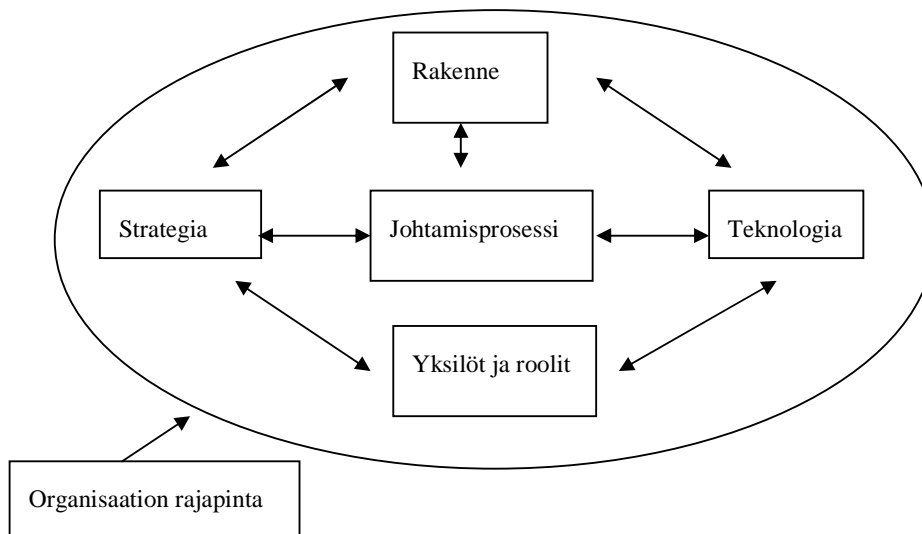 Rakenne
Strategia
Johtamisprosessi
Teknologia
Yksilöt ja roolit
Organisaation rajapinta